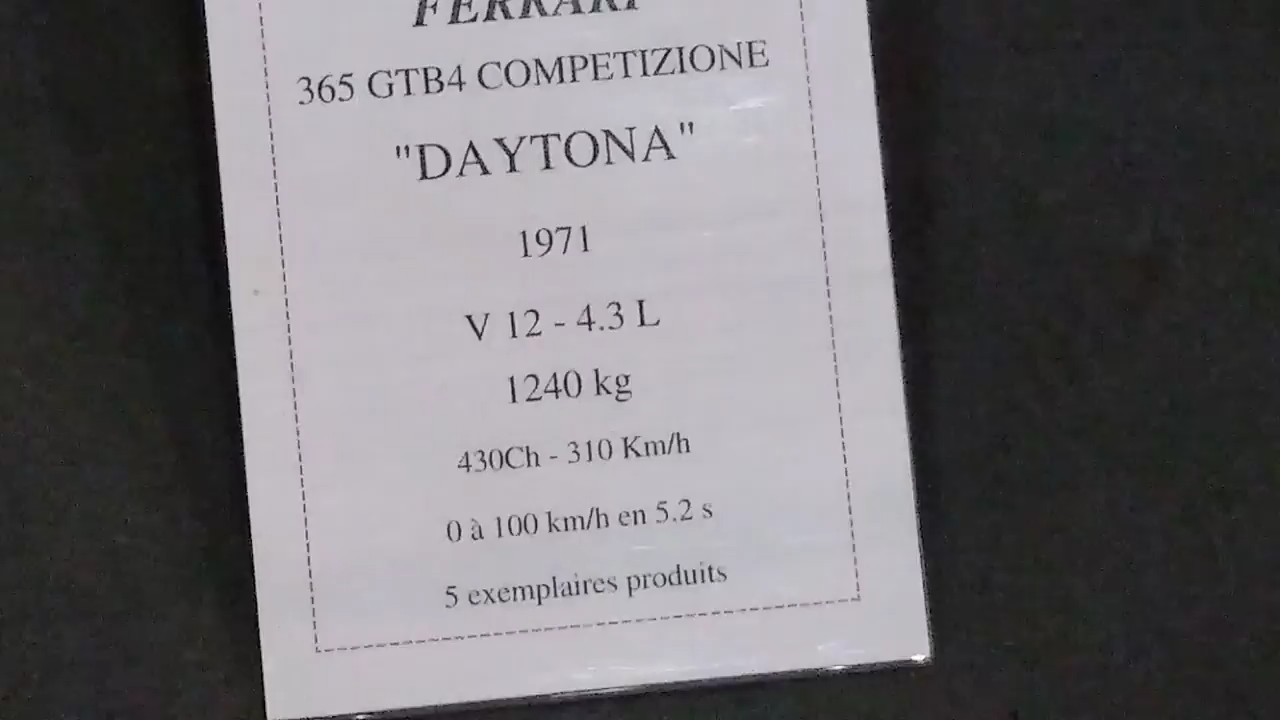 FERRARI
365 GTB4 COMPETIZIONE
"DAYTONA"
1971
V 12 - 4.3 L
1240 kg
430Ch - 310 Km/h
0 à 100 km/h en 5.2 s
5 exemplaires produits